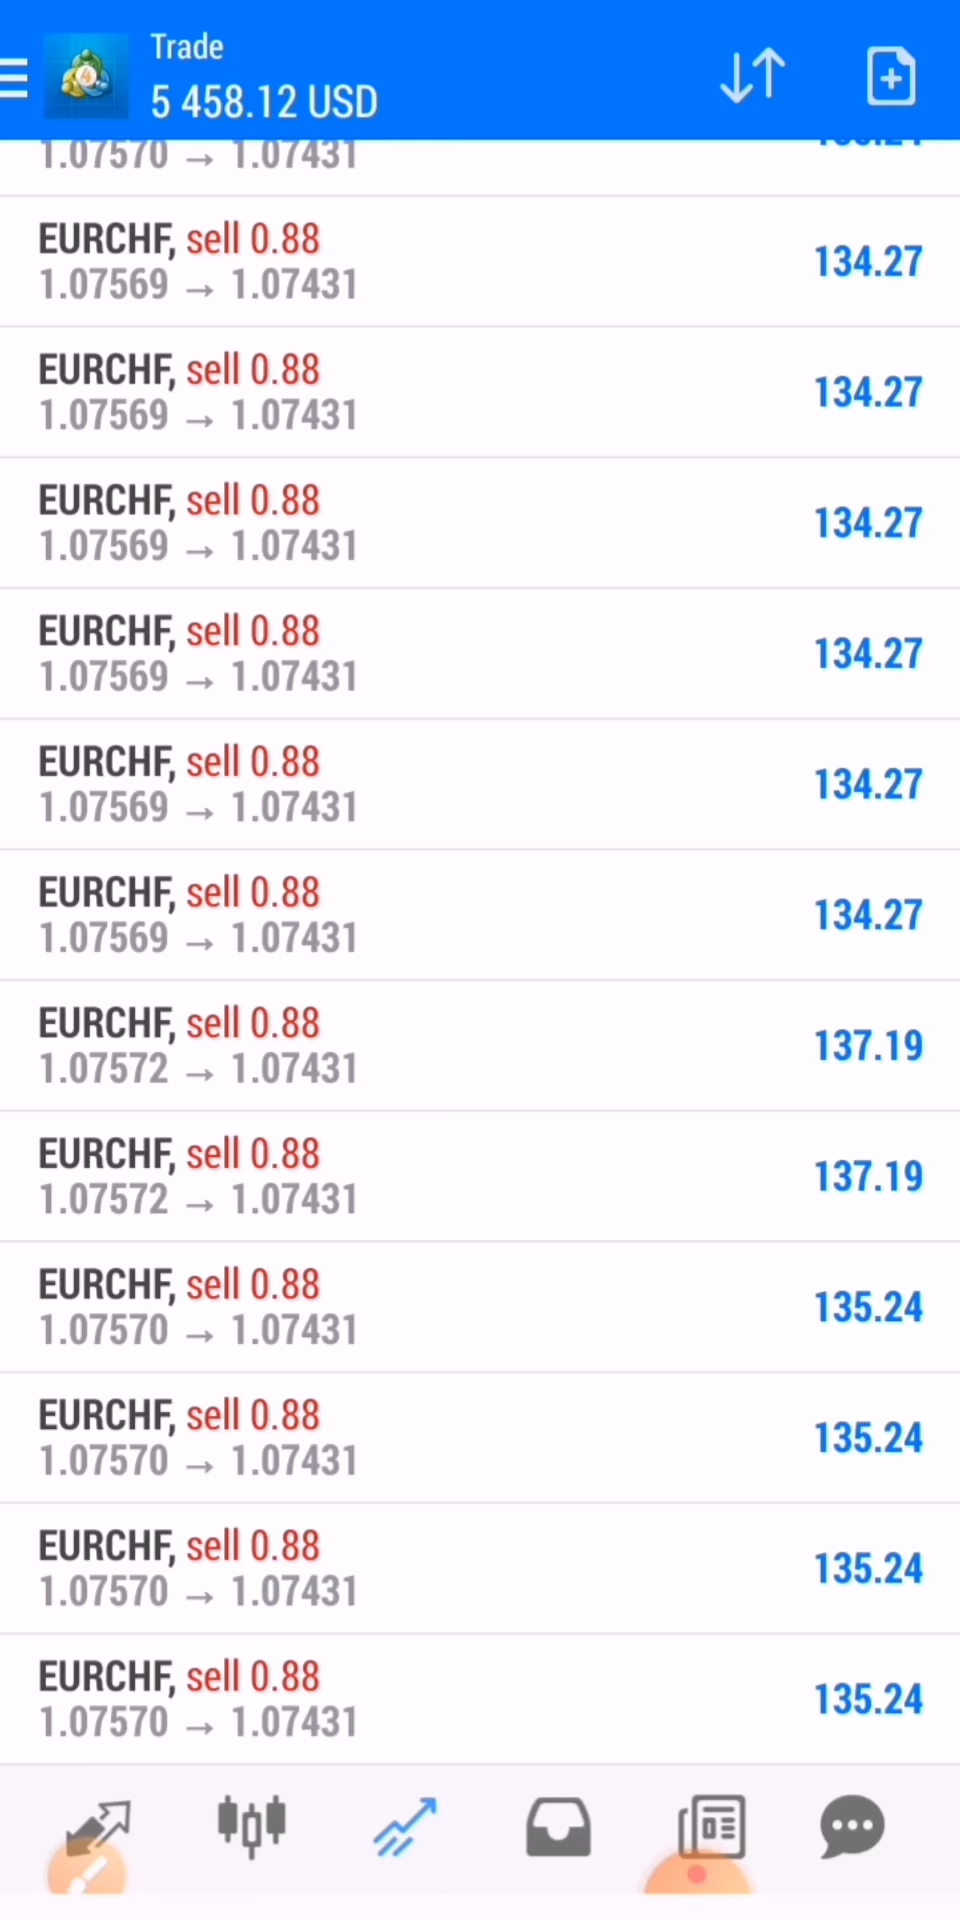 Trade
5 458.12 USD
1.07570 → 1.07431
EURCHF, sell 0.88
134.27
1.07569 → 1.07431
EURCHF, sell 0.88
134.27
1.07569 → 1.07431
EURCHF, sell 0.88
134.27
1.07569 → 1.07431
EURCHF, sell 0.88
134.27
1.07569 → 1.07431
EURCHF, sell 0.88
134.27
1.07569 → 1.07431
EURCHF, sell 0.88
134.27
1.07569 → 1.07431
EURCHF, sell 0.88
137.19
1.07572 → 1.07431
EURCHF, sell 0.88
137.19
1.07572 → 1.07431
EURCHF, sell 0.88
135.24
1.07570 → 1.07431
EURCHF, sell 0.88
135.24
1.07570 → 1.07431
EURCHF, sell 0.88
135.24
1.07570 → 1.07431
EURCHF, sell 0.88
135.24
1.07570 → 1.07431